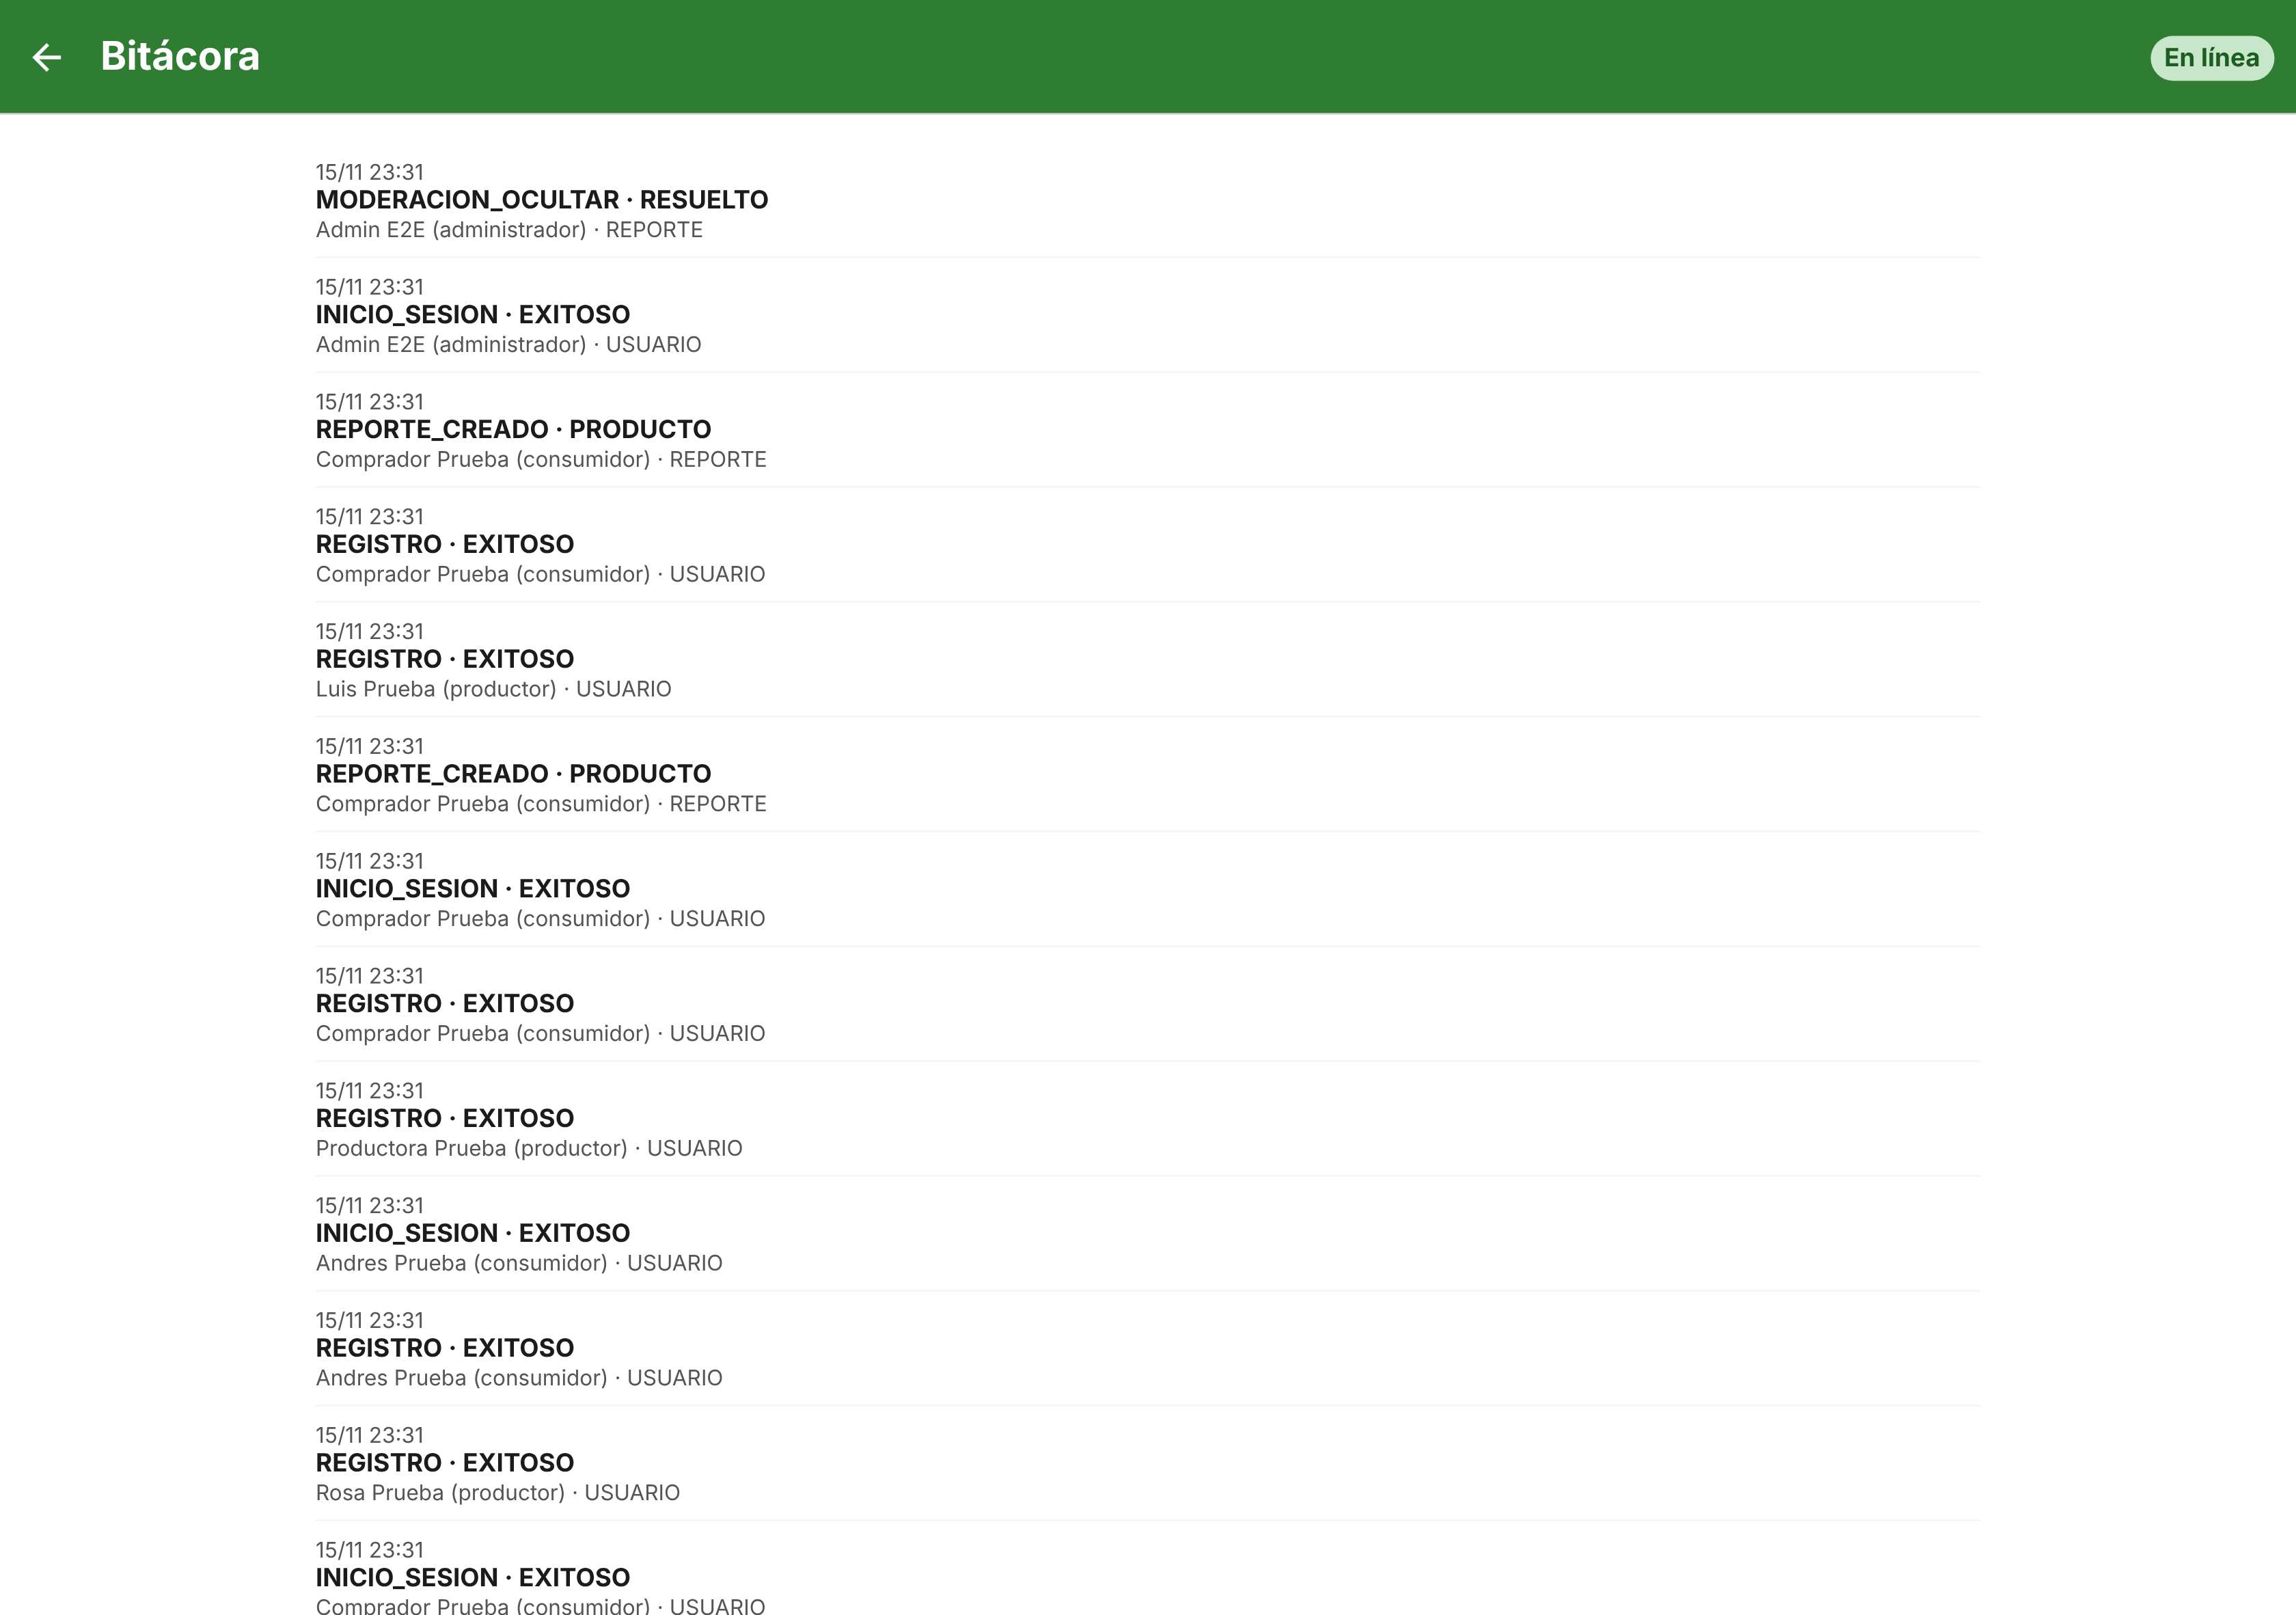 Bitácora
En línea
15/11 23:31
MODERACION_OCULTAR · RESUELTO
Admin E2E (administrador) · REPORTE
15/11 23:31
INICIO_SESION · EXITOSO
Admin E2E (administrador) · USUARIO
15/11 23:31
REPORTE_CREADO · PRODUCTO
Comprador Prueba (consumidor) · REPORTE
15/11 23:31
REGISTRO · EXITOSO
Comprador Prueba (consumidor) · USUARIO
15/11 23:31
REGISTRO · EXITOSO
Luis Prueba (productor) · USUARIO
15/11 23:31
REPORTE_CREADO · PRODUCTO
Comprador Prueba (consumidor) · REPORTE
15/11 23:31
INICIO_SESION · EXITOSO
Comprador Prueba (consumidor) · USUARIO
15/11 23:31
REGISTRO · EXITOSO
Comprador Prueba (consumidor) · USUARIO
15/11 23:31
REGISTRO · EXITOSO
Productora Prueba (productor) · USUARIO
15/11 23:31
INICIO_SESION · EXITOSO
Andres Prueba (consumidor) · USUARIO
15/11 23:31
REGISTRO · EXITOSO
Andres Prueba (consumidor) · USUARIO
15/11 23:31
REGISTRO · EXITOSO
Rosa Prueba (productor) · USUARIO
15/11 23:31
INICIO_SESION · EXITOSO
Comprador Prueba (consumidor) · USUARIO